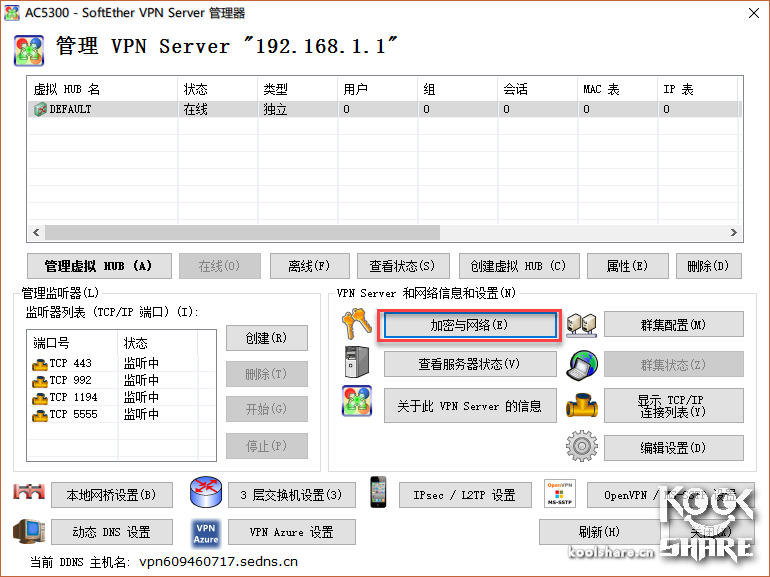 AC5300 - SoftEther VPN Server 管理器
管理 VPN Server "192.168.1.1"
虚拟 HUB 名 状态 类型 用户 组 会话 MAC 表 IP 表
DEFAULT 在线 独立 0 0 0 0 0
管理虚拟 HUB (A) 在线(O) 离线(F) 查看状态(S) 创建虚拟 HUB (C) 属性(E) 删除(D)
管理监听器(L)
监听器列表 (TCP/IP 端口) (I):
端口号 状态
TCP 443 监听中
TCP 992 监听中
TCP 1194 监听中
TCP 5555 监听中
创建(R)
删除(T)
开始(G)
停止(P)
VPN Server 和网络信息和设置(N)
加密与网络(E) 群集配置(M)
查看服务器状态(V) 群集状态(Z)
关于此 VPN Server 的信息 显示 TCP/IP
连接列表(Y)
编辑设置(D)
本地网桥设置(B) 3 层交换机设置(3) IPsec / L2TP 设置 OpenVPN MS-SSTP OpenVPN / MS-SSTP 设置
动态 DNS 设置 VPN Azure VPN Azure 设置 刷新(H) 关闭(X)
当前 DDNS 主机名: vpn609460717.sedns.cn
koolshare.cn
SHARE